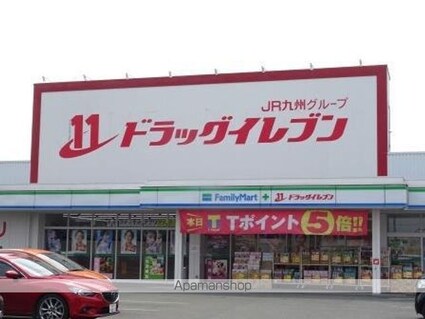 JR九州グループ
11 ドラッグイレブン
FamilyMart + 11 ドラッグイレブン
本日 T Tポイント5倍!!
Apamanshop